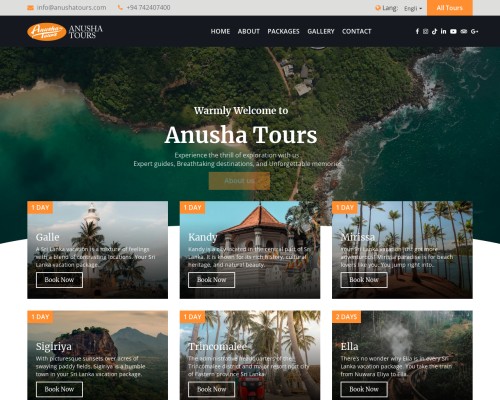 info@anushatours.com +94 742407400 Lang: Engli All Tours
Anusha Tours ANUSHA TOURS HOME ABOUT PACKAGES GALLERY CONTACT
Warmly Welcome to
Anusha Tours
Experience the thrill of exploration with us
Expert guides, Breathtaking destinations, and Unforgettable memories.
About Us
1 DAY
Galle
A Sri Lanka vacation is a mixture of feelings
with a blend of contrasting locations. Your Sri
Lanka vacation package...
Book Now
1 DAY
Kandy
Kandy is a city located in the central part of Sri
Lanka. It is known for its rich history, cultural
heritage, and natural beauty.
Book Now
1 DAY
Mirissa
Your Sri Lanka vacation just got more
adventurous! Mirissa paradise is for beach
lovers like you. You jump right into...
Book Now
1 DAY
Sigiriya
With picturesque sunsets over acres of
swaying paddy fields, Sigiriya is a humble
town in your Sri Lanka vacation package.
Book Now
1 DAY
Trincomalee
The administrative headquarters of the
Trincomalee district and major resort port city
of Eastern province Sri Lanka.
Book Now
2 DAYS
Ella
There's no wonder why Ella is in every Sri
Lanka vacation package. You take the train from
Nuwara Eliya to Ella.
Book Now